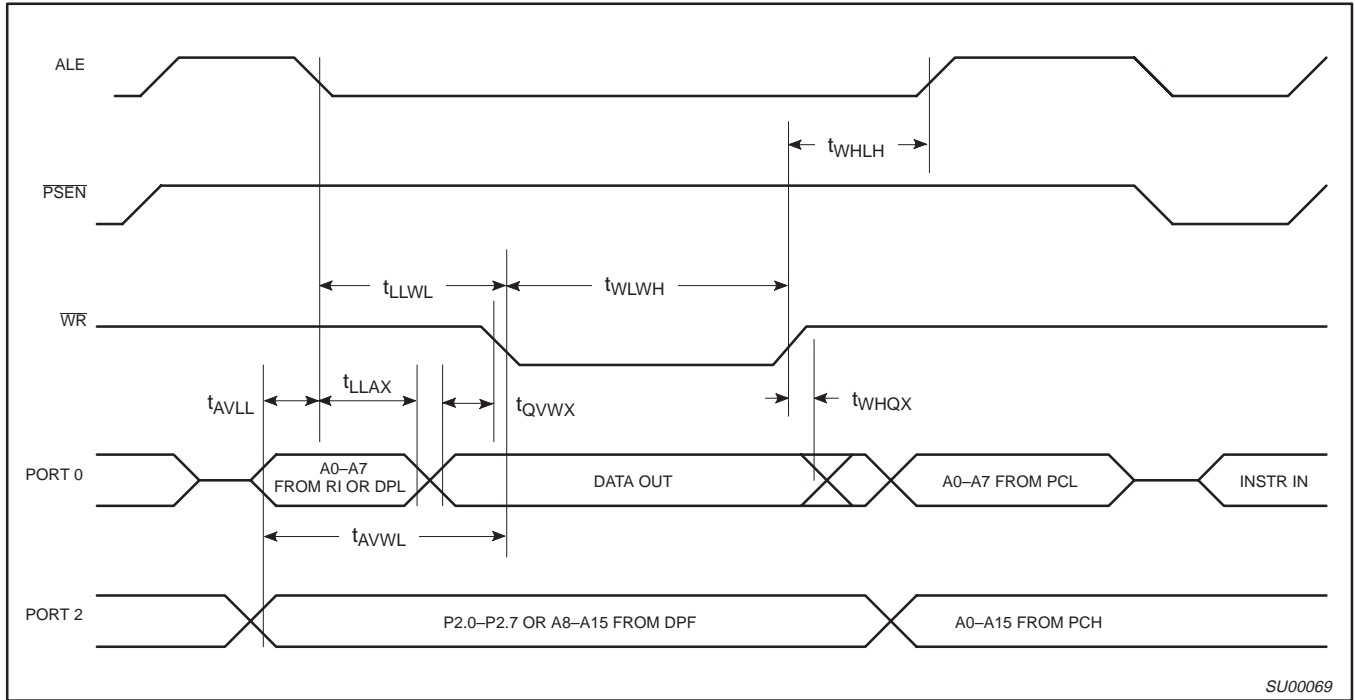 ALE
tWHLH
PSEN
tLLWL
tWLWH
WR
tAVLL
tLLAX
tQVWX
tWHQX
PORT 0
A0–A7
FROM RI OR DPL
DATA OUT
A0–A7 FROM PCL
INSTR IN
tAVWL
PORT 2
P2.0–P2.7 OR A8–A15 FROM DPF
A0–A15 FROM PCH
SU00069